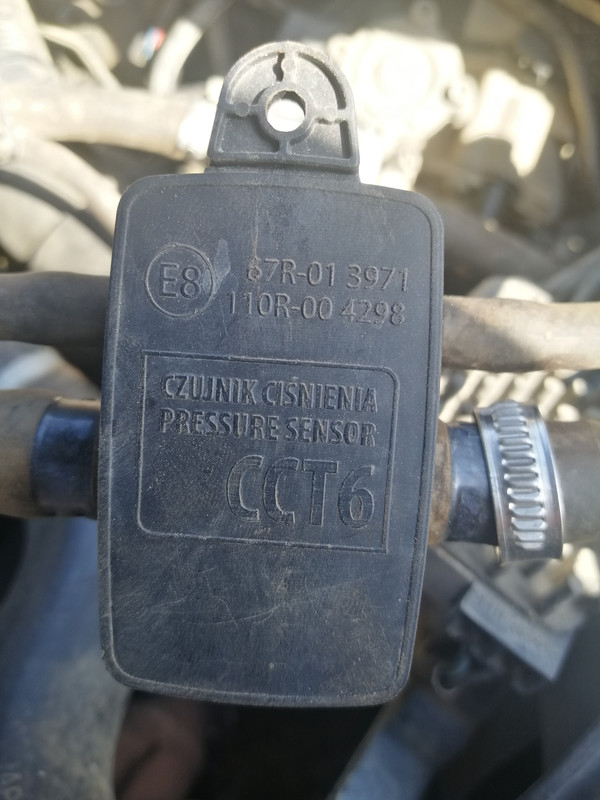 E8
67R-01 3971
110R-00 4298
CZUJNIK CIŚNIENIA
PRESSURE SENSOR
CCT6